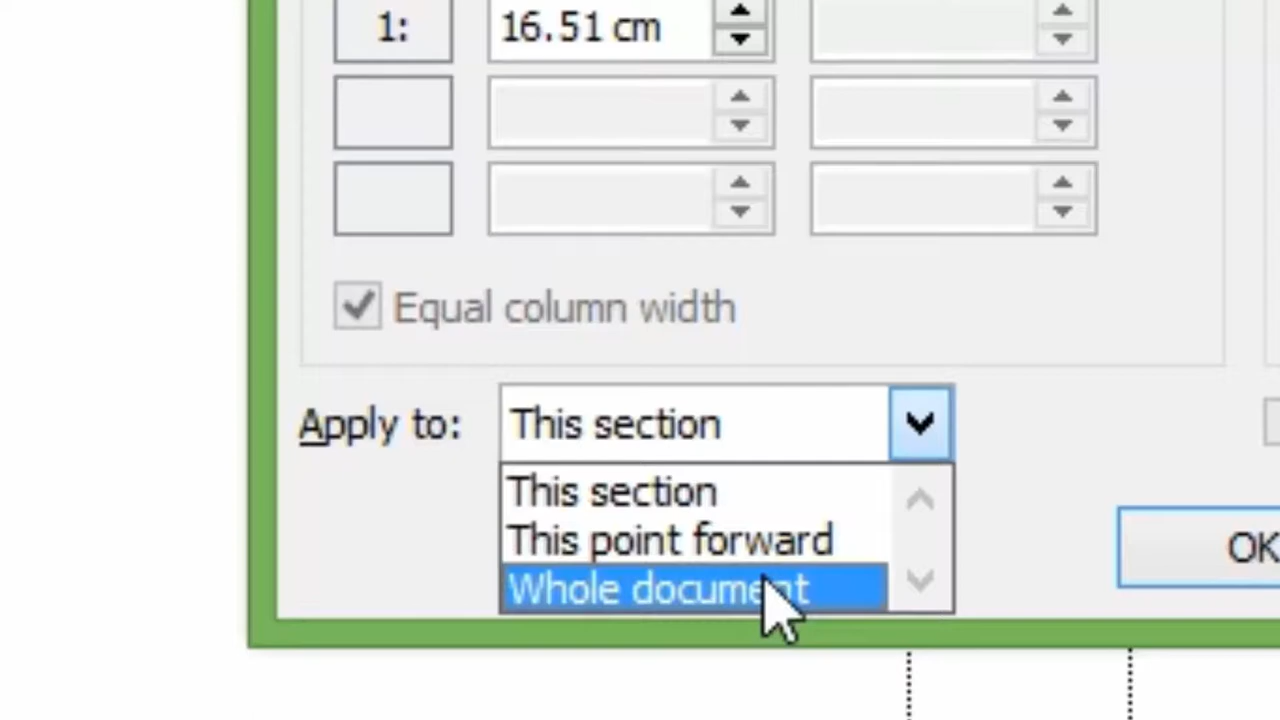 1:
16.51 cm
Equal column width
Apply to:
This section
This section
This point forward
Whole document
OK